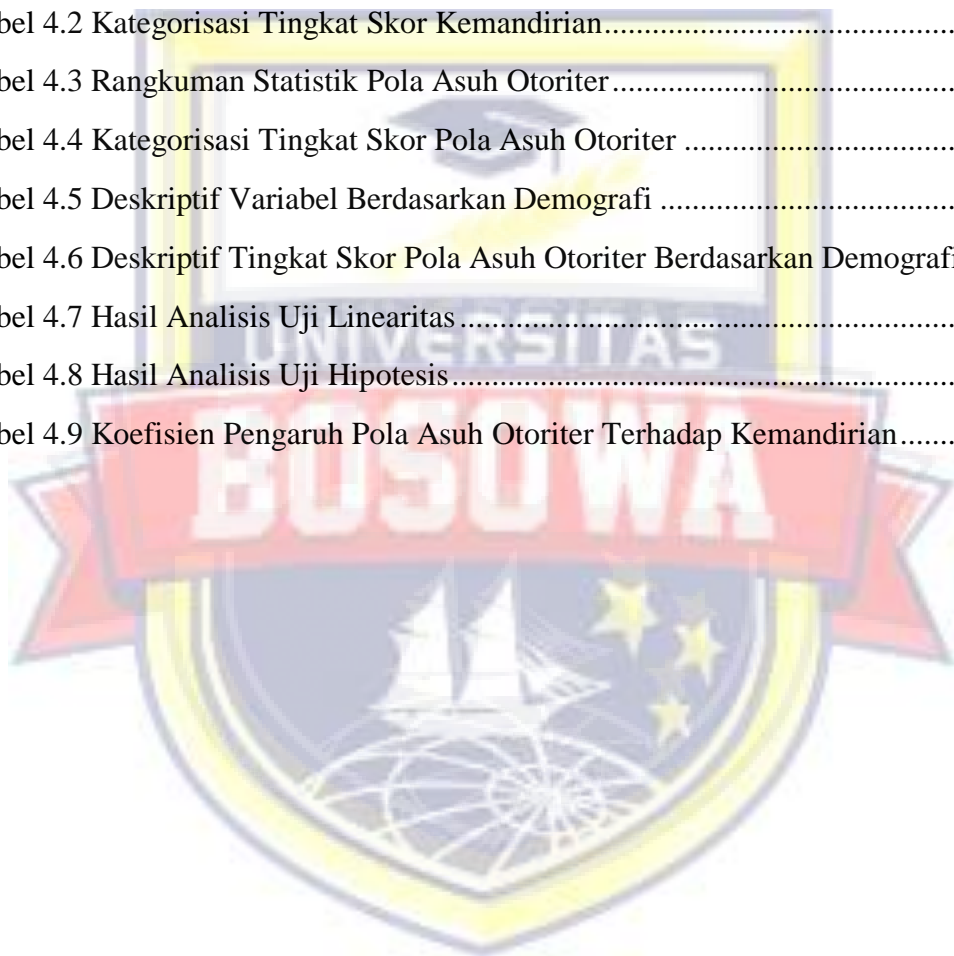 bel 4.2 Kategorisasi Tingkat Skor Kemandirian....................................................
bel 4.3 Rangkuman Statistik Pola Asuh Otoriter...................................................
bel 4.4 Kategorisasi Tingkat Skor Pola Asuh Otoriter ........................................
bel 4.5 Deskriptif Variabel Berdasarkan Demografi ...........................................
bel 4.6 Deskriptif Tingkat Skor Pola Asuh Otoriter Berdasarkan Demografi
bel 4.7 Hasil Analisis Uji Linearitas.........................................................................
UNIVERSITAS
bel 4.8 Hasil Analisis Uji Hipotesis..........................................................................
bel 4.9 Koefisien Pengaruh Pola Asuh Otoriter Terhadap Kemandirian........
BOSOWA